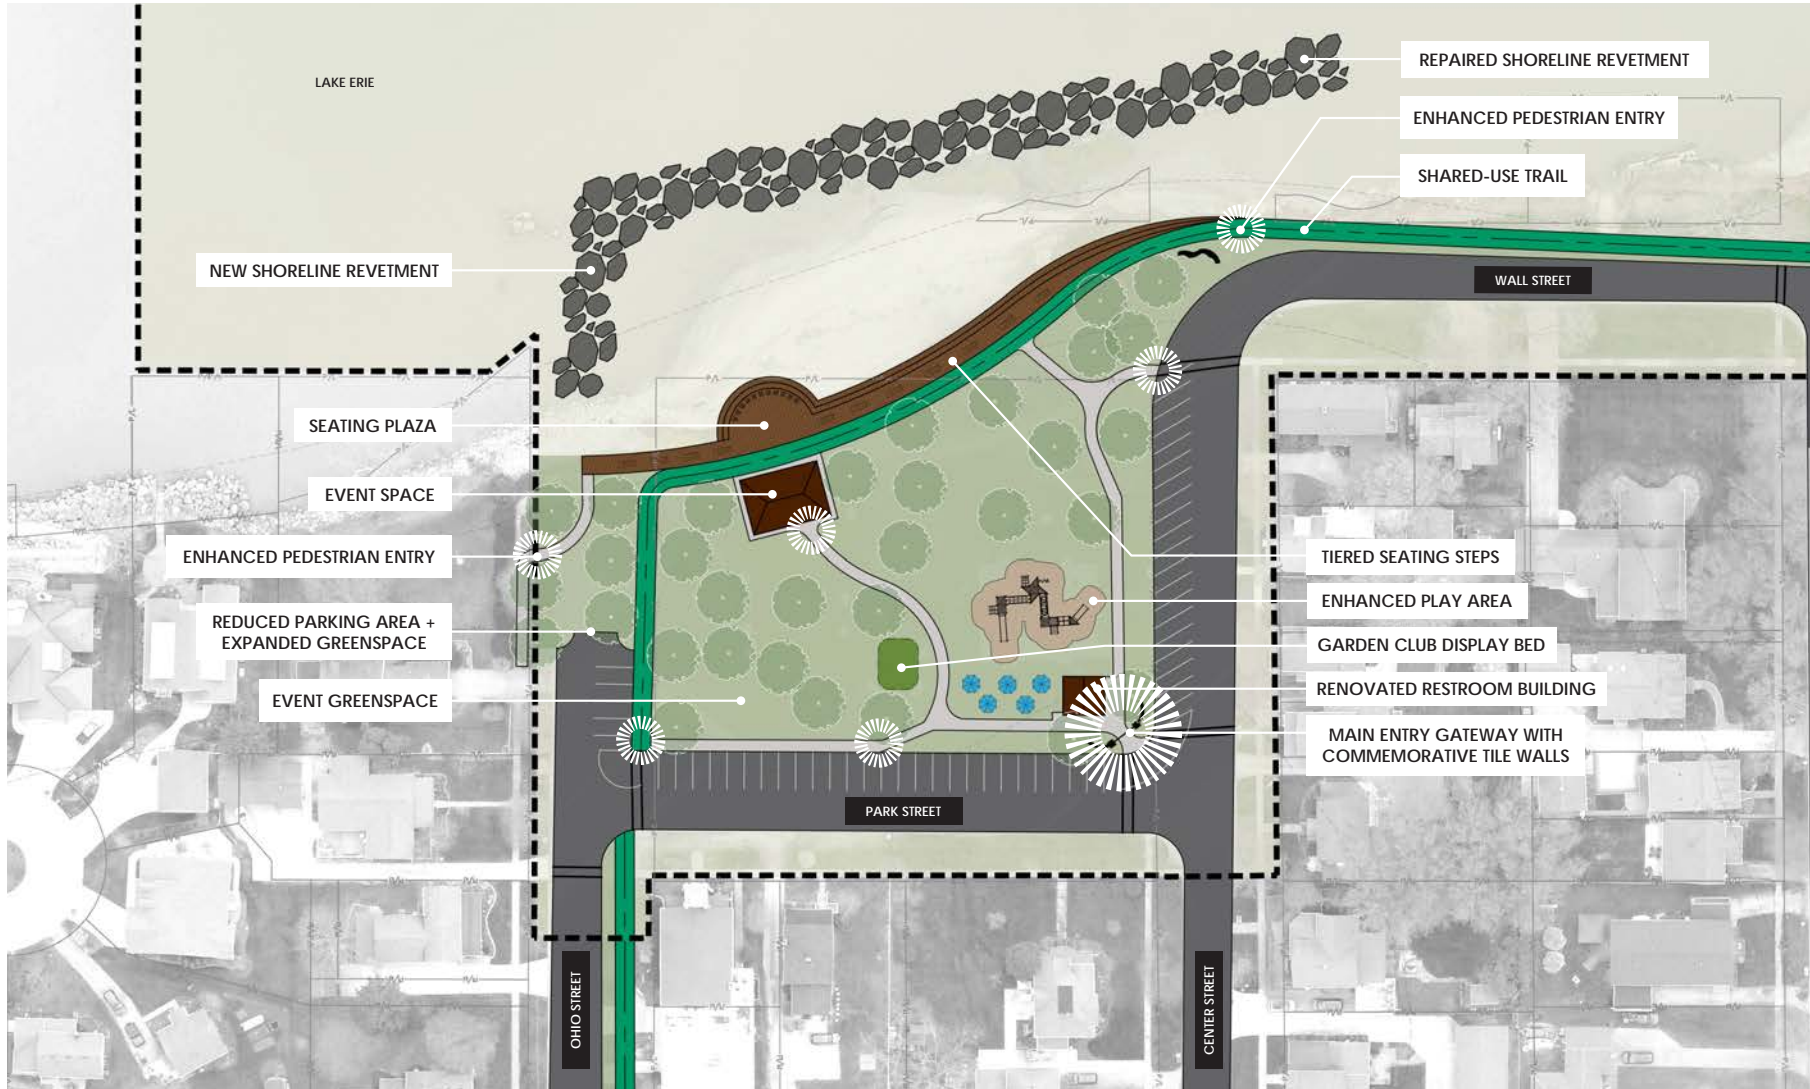 LAKE ERIE
REPAIRED SHORELINE REVETMENT
ENHANCED PEDESTRIAN ENTRY
SHARED-USE TRAIL
NEW SHORELINE REVETMENT
WALL STREET
SEATING PLAZA
EVENT SPACE
ENHANCED PEDESTRIAN ENTRY
REDUCED PARKING AREA +
EXPANDED GREENSPACE
EVENT GREENSPACE
TIERED SEATING STEPS
ENHANCED PLAY AREA
GARDEN CLUB DISPLAY BED
RENOVATED RESTROOM BUILDING
MAIN ENTRY GATEWAY WITH
COMMEMORATIVE TILE WALLS
PARK STREET
OHIO STREET
CENTER STREET